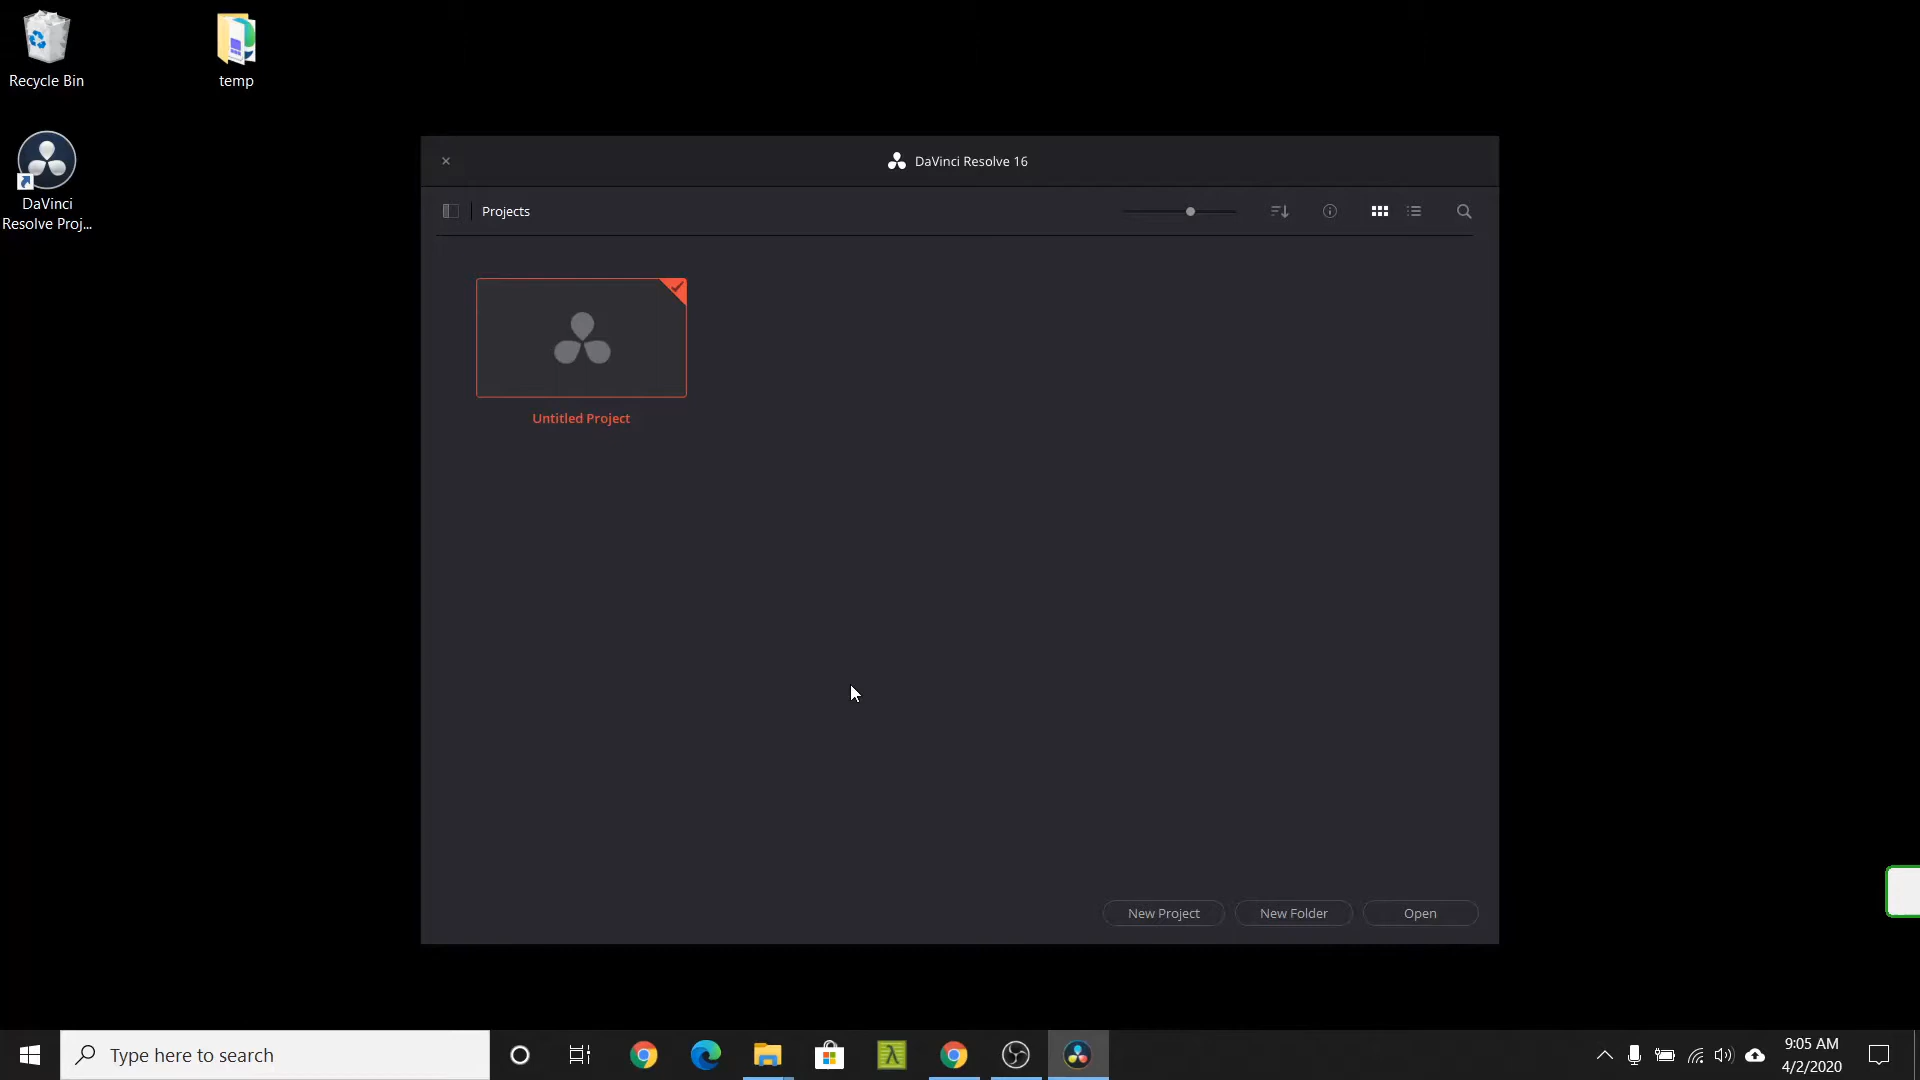 Recycle Bin
temp
DaVinci
Resolve Proj...
DaVinci Resolve 16
Projects
Untitled Project
New Project
New Folder
Open
Type here to search
9:05 AM
4/2/2020